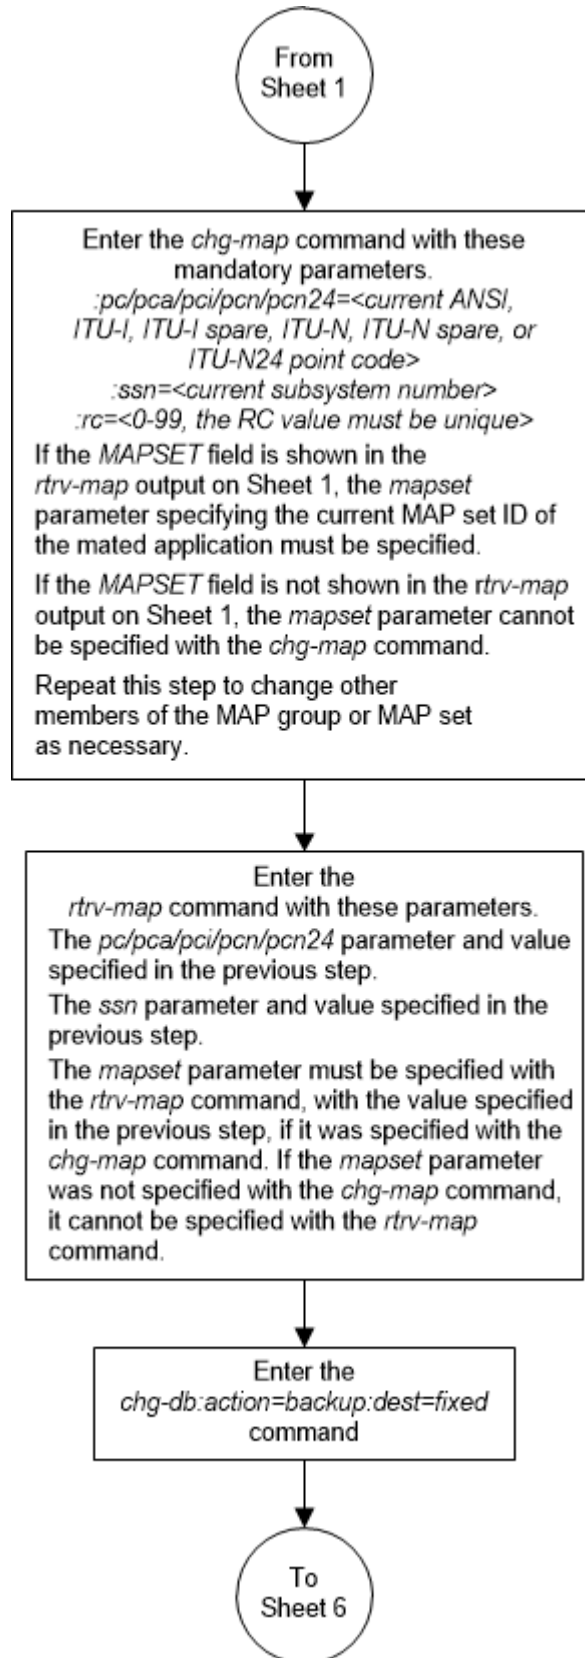 From
Sheet 1
Enter the chg-map command with these
mandatory parameters.
:pc/pca/pci/pcn/pcn24=<current ANSI,
ITU-I, ITU-I spare, ITU-N, ITU-N spare, or
ITU-N24 point code>
:ssn=<current subsystem number>
:rc=<0-99, the RC value must be unique>
If the MAPSET field is shown in the
rtrv-map output on Sheet 1, the mapset
parameter specifying the current MAP set ID of
the mated application must be specified.
If the MAPSET field is not shown in the rtrv-map
output on Sheet 1, the mapset parameter cannot
be specified with the chg-map command.
Repeat this step to change other
members of the MAP group or MAP set
as necessary.
Enter the
rtrv-map command with these parameters.
The pc/pca/pci/pcn/pcn24 parameter and value
specified in the previous step.
The ssn parameter and value specified in the
previous step.
The mapset parameter must be specified with
the rtrv-map command, with the value specified
in the previous step, if it was specified with the
chg-map command. If the mapset parameter
was not specified with the chg-map command,
it cannot be specified with the rtrv-map
command.
Enter the
chg-db:action=backup:dest=fixed
command
To
Sheet 6